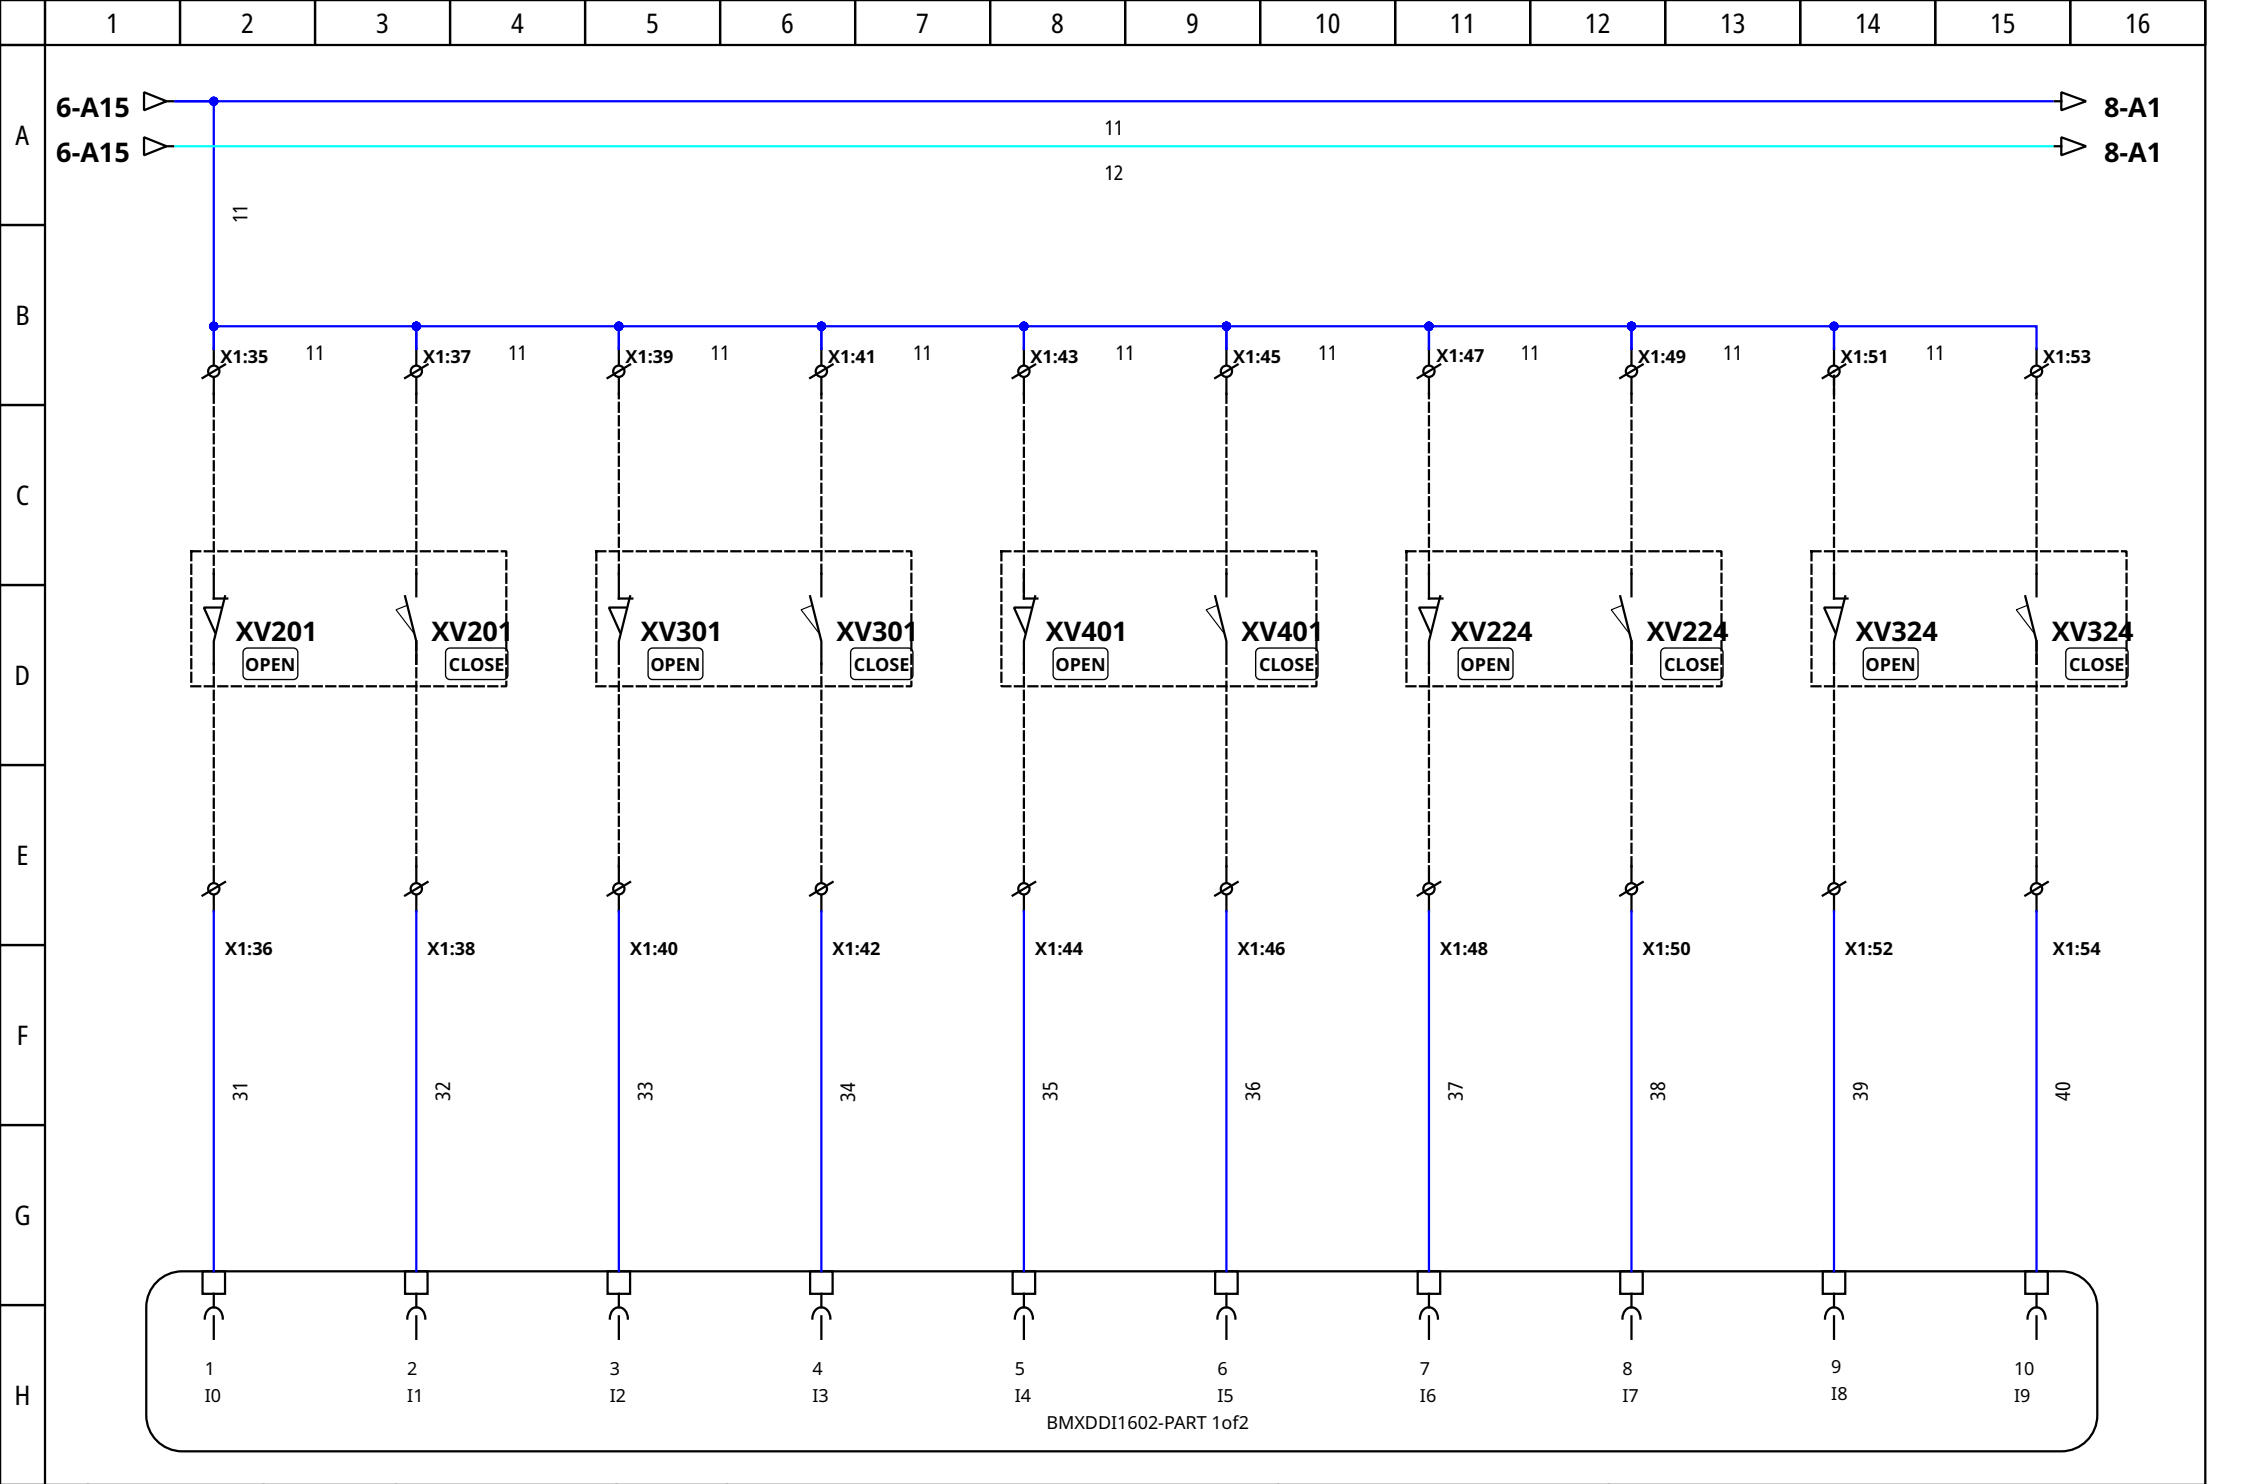 1 2 3 4 5 6 7 8 9 10 11 12 13 14 15 16
A
6-A15 8-A1
11
6-A15 8-A1
12
11
B
X1:35 11 X1:37 11 X1:39 11 X1:41 11 X1:43 11 X1:45 11 X1:47 11 X1:49 11 X1:51 11 X1:53
C
XV201 XV201 XV301 XV301 XV401 XV401 XV224 XV224 XV324 XV324
OPEN CLOSE OPEN CLOSE OPEN CLOSE OPEN CLOSE OPEN CLOSE
D
E
X1:36 X1:38 X1:40 X1:42 X1:44 X1:46 X1:48 X1:50 X1:52 X1:54
F
31 32 33 34 35 36 37 38 39 40
G
1 2 3 4 5 6 7 8 9 10
H
I0 I1 I2 I3 I4 I5 I6 I7 I8 I9
BMXDDI1602-PART 1of2